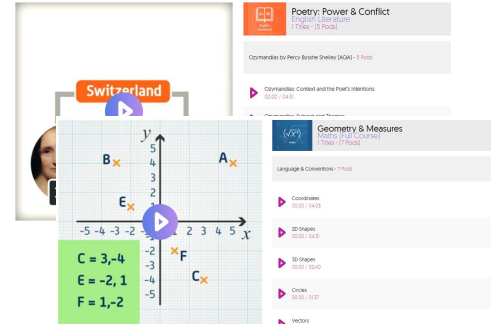 Switzerland
Poetry: Power & Conflict
English Literature
1 Titles - [5 Pods]
Ozymandias by Percy Bysshe Shelley [AQA] - 5 Pods
Ozymandias: Context and the Poet's Intentions
00:00 / 04:31
y
5
4
3
2
B
A
E
-5 -4 -3 -2
2 3 4 5 x
-2
-3
-4
-5
F
C
C = 3,-4
E = -2, 1
F = 1,-2
(√x²)
Geometry & Measures
Maths [Full Course]
1 Titles - [7 Pods]
Language & Conventions - 7 Pods
Coordinates
00:00 / 04:03
2D Shapes
00:00 / 04:31
3D Shapes
00:00 / 02:40
Circles
00:00 / 01:57
Vectors